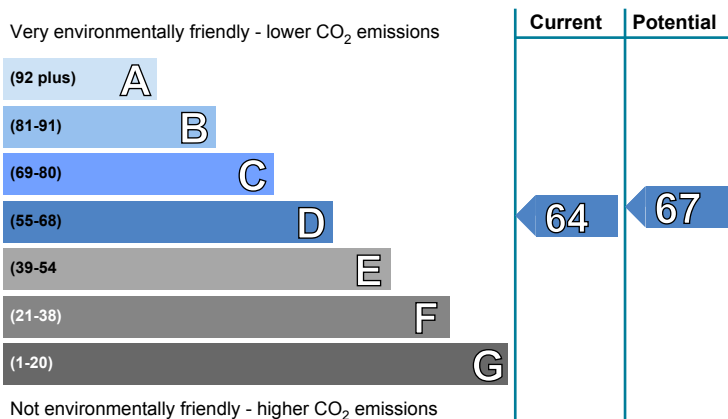 Current Potential
Very environmentally friendly - lower CO2 emissions
(92 plus) A
(81-91) B
(69-80) C
(55-68) D
64 67
(39-54 E
(21-38) F
(1-20) G
Not environmentally friendly - higher CO2 emissions